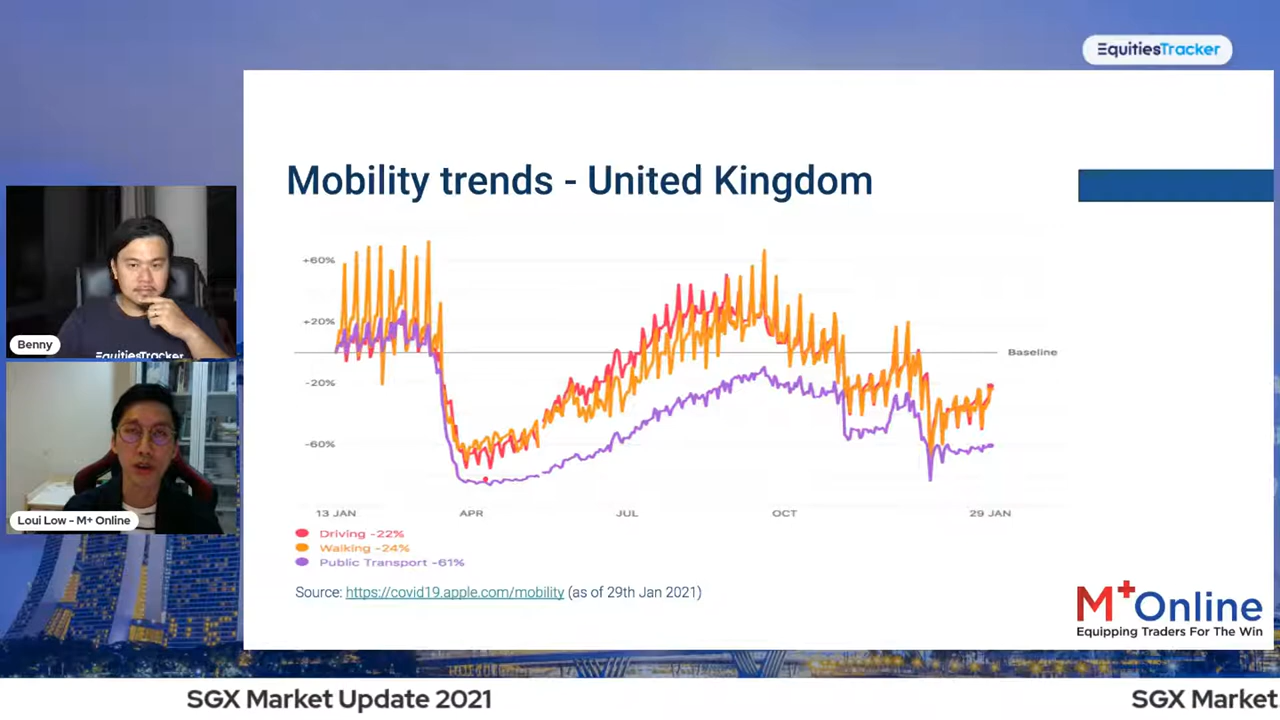 EquitiesTracker
Mobility trends - United Kingdom
+60%
+20%
Baseline
-20%
-60%
13 JAN
APR
JUL
OCT
29 JAN
Driving -22%
Walking -24%
Public Transport -61%
Source: https://covid19.apple.com/mobility (as of 29th Jan 2021)
Benny
EquitiesTracker
Loui Low - M+ Online
M+Online
Equipping Traders For The Win
SGX Market Update 2021
SGX Market